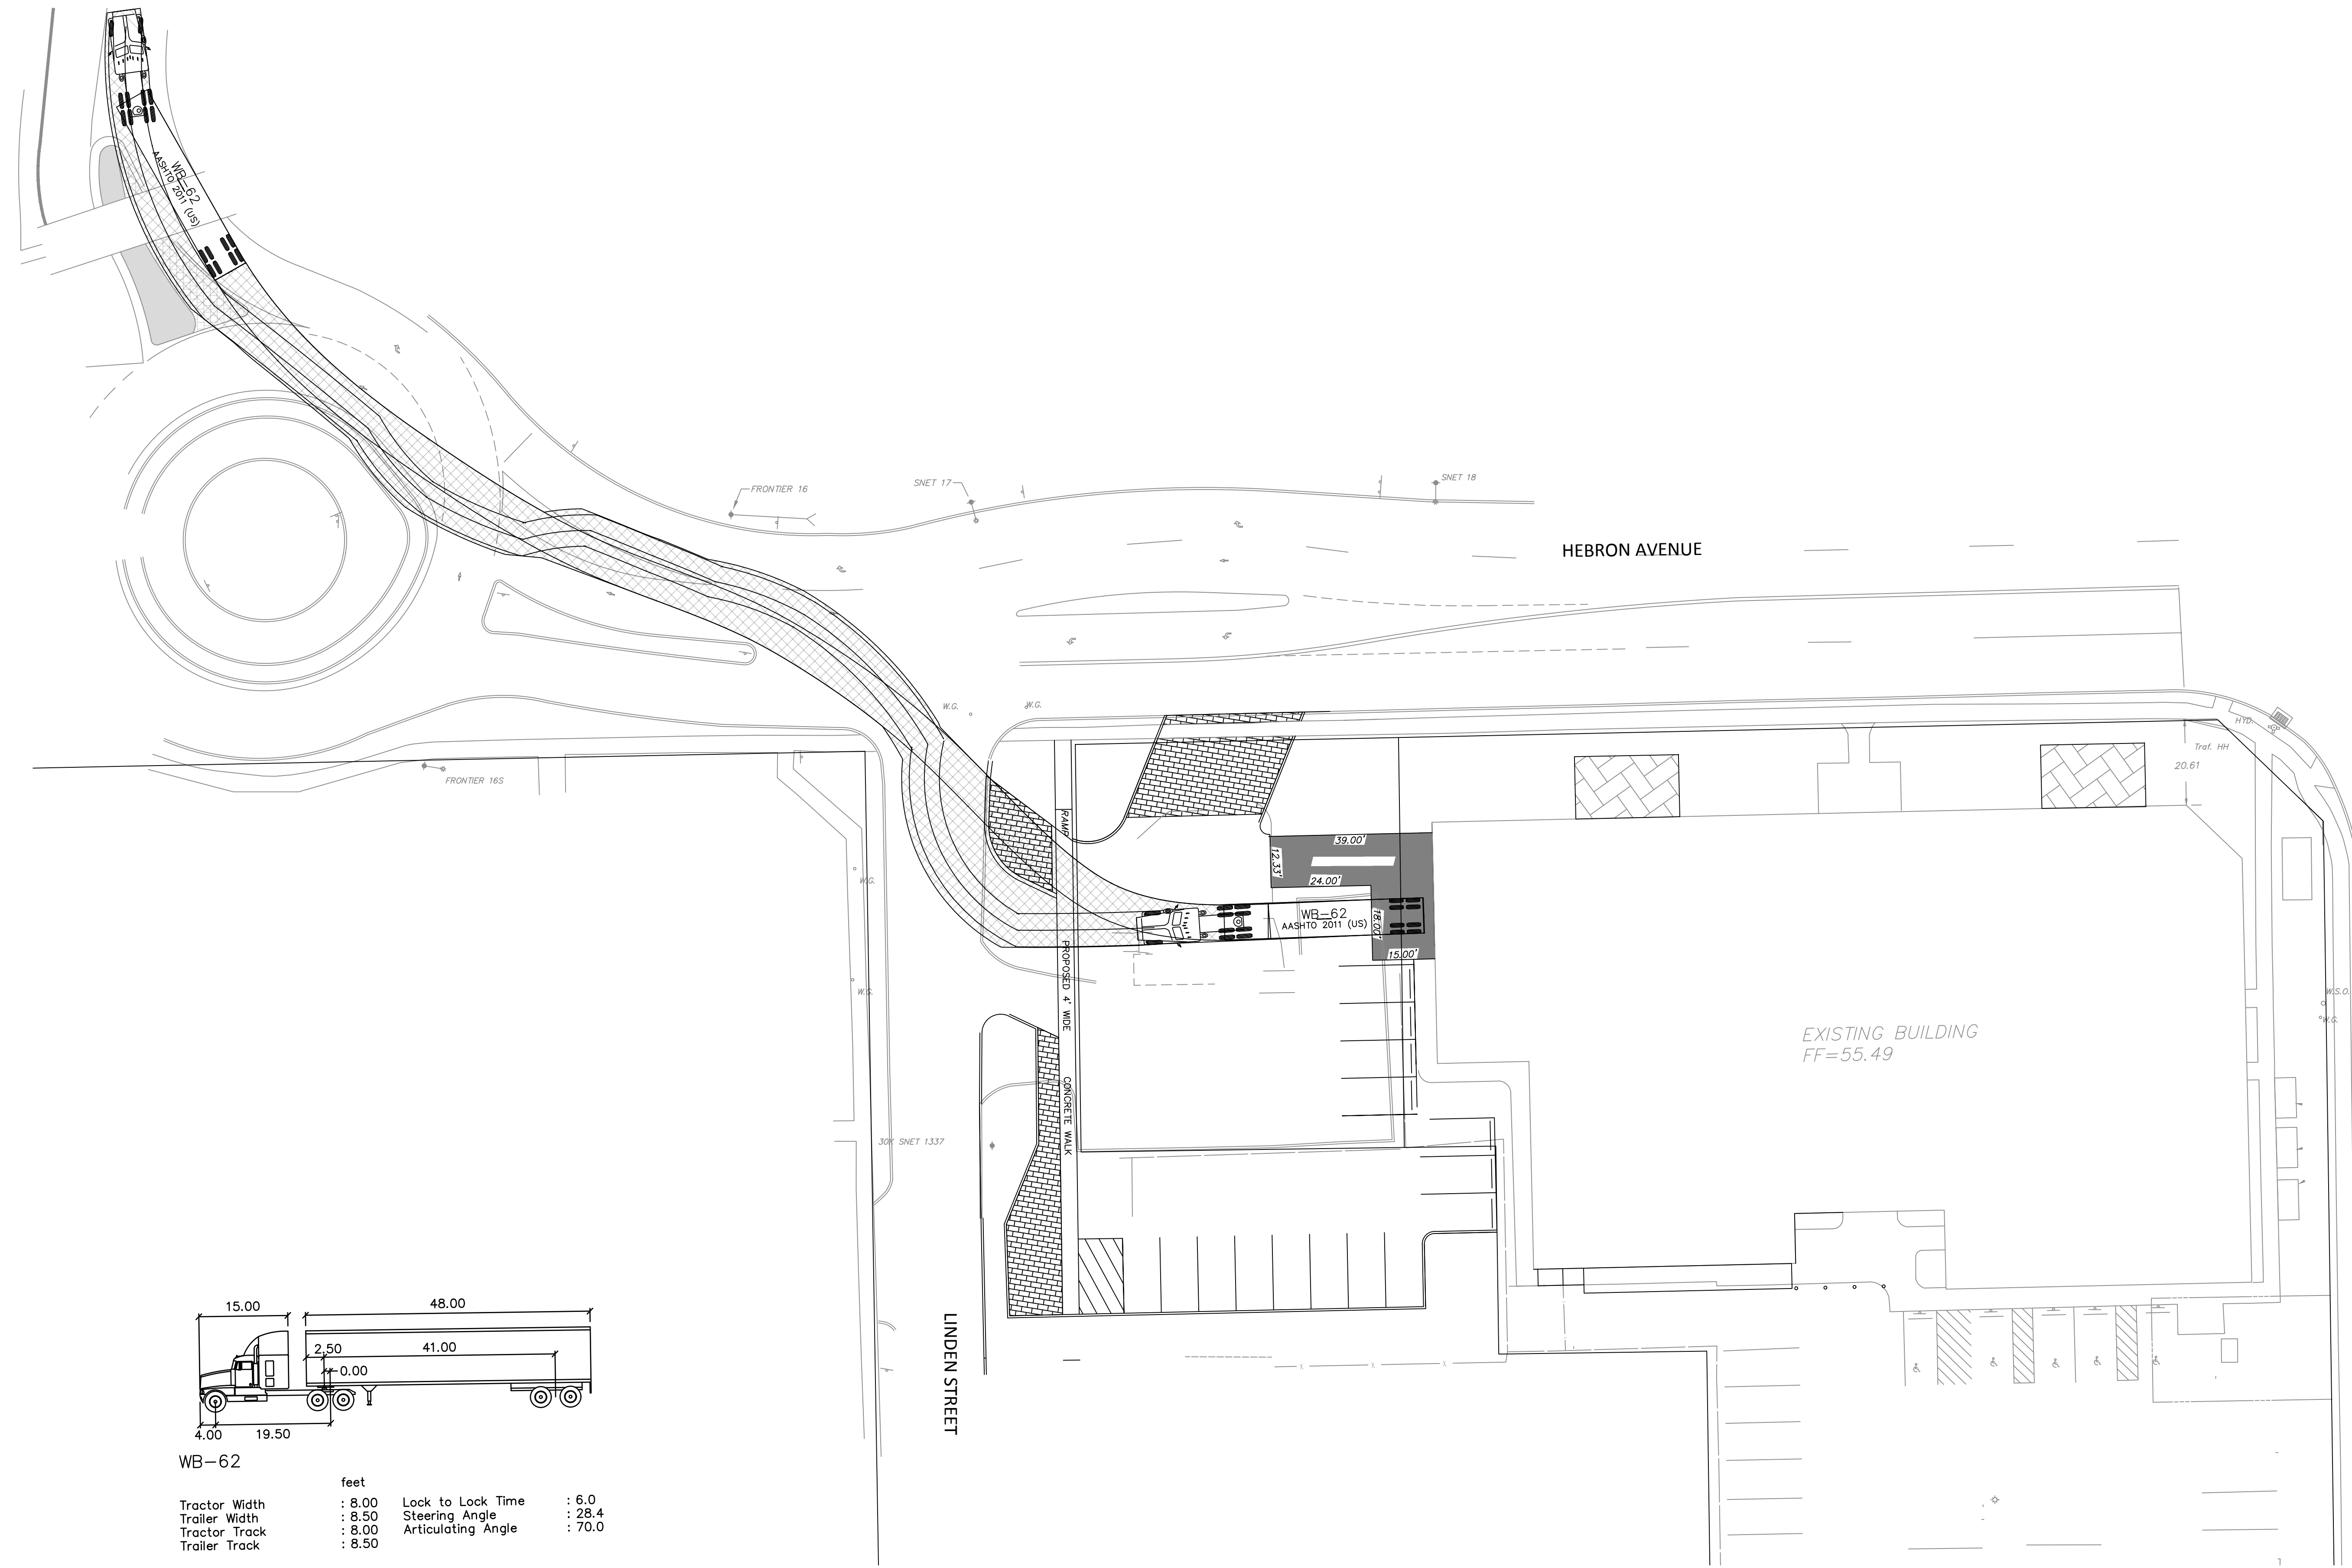 WB-62
AASHTO 2011 (US)
FRONTIER 16
SNET 17
SNET 18
HEBRON AVENUE
W.G.
W.G.
HYD.
Traf. HH
20.61
FRONTIER 16S
RAMP
39.00'
12.33'
24.00'
W.G.
WB-62
AASHTO 2011 (US)
18.00'
15.00'
PROPOSED 4' WIDE CONCRETE WALK
W.G.
W.S.O.
W.G.
EXISTING BUILDING
FF=55.49
30K SNET 1337
LINDEN STREET
15.00
48.00
2.50
41.00
0.00
4.00
19.50
WB-62
feet
Tractor Width : 8.00 Lock to Lock Time : 6.0
Trailer Width : 8.50 Steering Angle : 28.4
Tractor Track : 8.00 Articulating Angle : 70.0
Trailer Track : 8.50